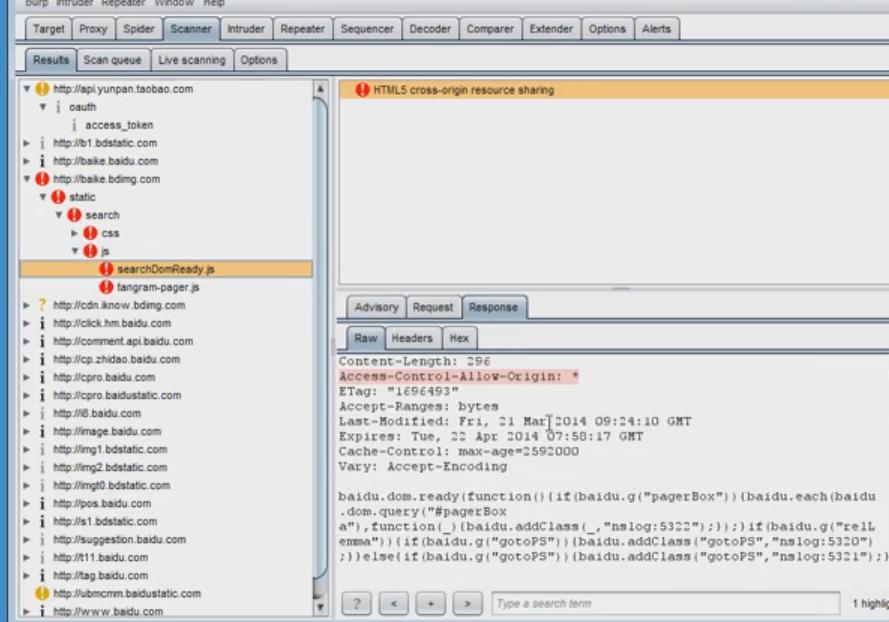 Burp Intruder Repeater Window Help
Target Proxy Spider Scanner Intruder Repeater Sequencer Decoder Comparer Extender Options Alerts
Results Scan queue Live scanning Options
http://api.yunpan.taobao.com
oauth
access_token
http://b1.bdstatic.com
http://baike.baidu.com
http://baike.bdimg.com
static
search
css
js
searchDomReady.js
tangram-pager.js
http://cdn.iknow.bdimg.com
http://click.hm.baidu.com
http://comment.api.baidu.com
http://cp.zhidao.baidu.com
http://cpro.baidu.com
http://cpro.baidustatic.com
http://i8.baidu.com
http://image.baidu.com
http://img1.bdstatic.com
http://img2.bdstatic.com
http://imgt0.bdstatic.com
http://pos.baidu.com
http://s1.bdstatic.com
http://suggestion.baidu.com
http://t11.baidu.com
http://tag.baidu.com
http://ubmcmm.baidustatic.com
http://www.baidu.com
HTML5 cross-origin resource sharing
Advisory Request Response
Raw Headers Hex
Content-Length: 296
Access-Control-Allow-Origin: *
ETag: "1696493"
Accept-Ranges: bytes
Last-Modified: Fri, 21 Mar 2014 09:24:10 GMT
Expires: Tue, 22 Apr 2014 07:58:17 GMT
Cache-Control: max-age=2592000
Vary: Accept-Encoding
baidu.dom.ready(function(){if(baidu.g("pagerBox")){baidu.each(baidu
.dom.query("#pagerBox
a"),function(_){baidu.addClass(_,"nslog:5322");});}if(baidu.g("relL
emma")){if(baidu.g("gotoPS")){baidu.addClass("gotoPS","nslog:5320")
;}}else{if(baidu.g("gotoPS")){baidu.addClass("gotoPS","nslog:5321");}
? < + > Type a search term